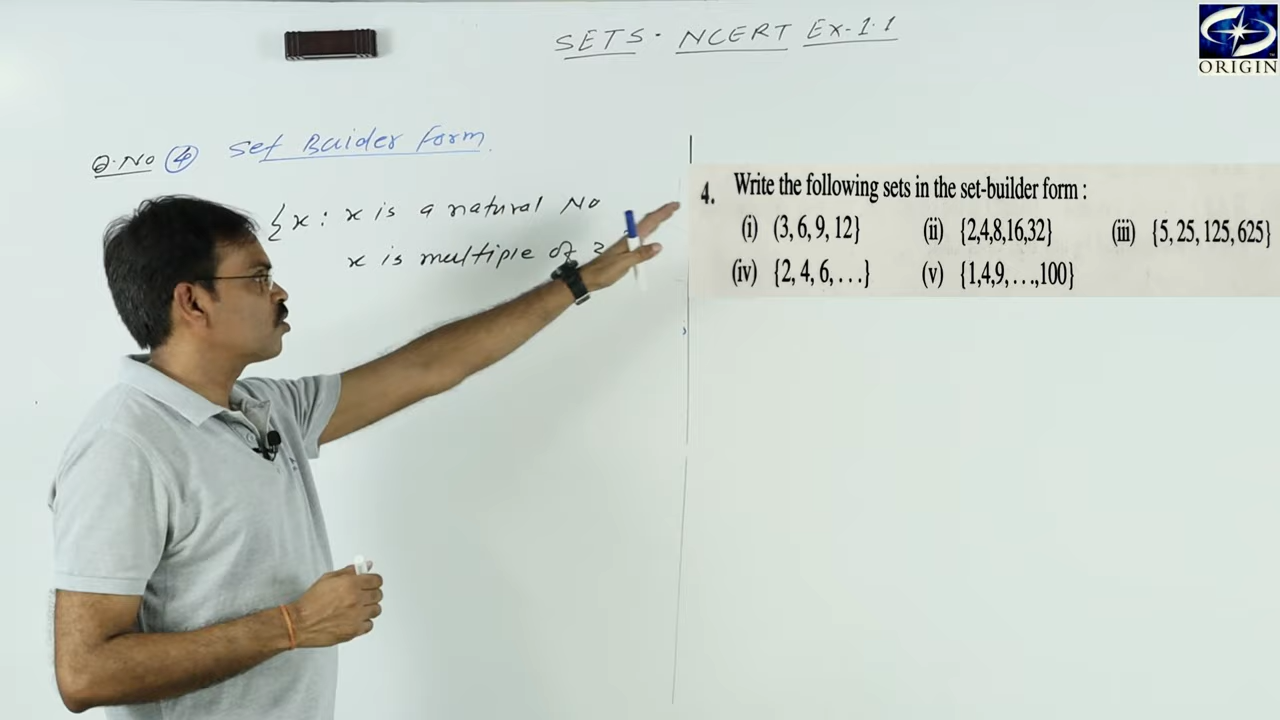 SETS. NCERT Ex-1.1
ORIGIN
Q.No 4 Set Buider form.
{x: x is a natural No
x is multiple of 3
4. Write the following sets in the set-builder form :
(i) (3, 6, 9, 12} (ii) {2,4,8,16,32} (iii) {5, 25, 125, 625}
(iv) {2, 4, 6, . . .} (v) {1,4,9, . . .,100}